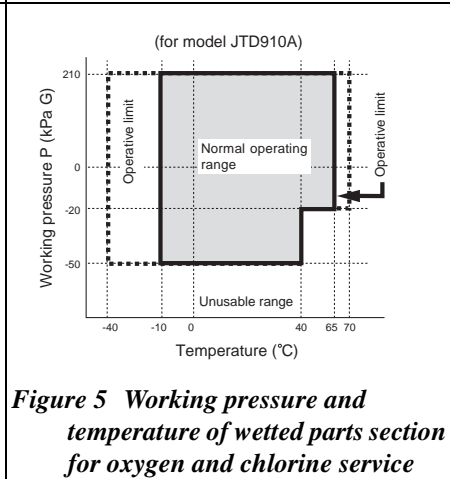 (for model JTD910A)
210
0
-20
-50
Working pressure P (kPa G)
Operative limit
Normal operating
range
Operative limit
Unusable range
-40 -10 0 40 65 70
Temperature (°C)
Figure 5 Working pressure and
temperature of wetted parts section
for oxygen and chlorine service